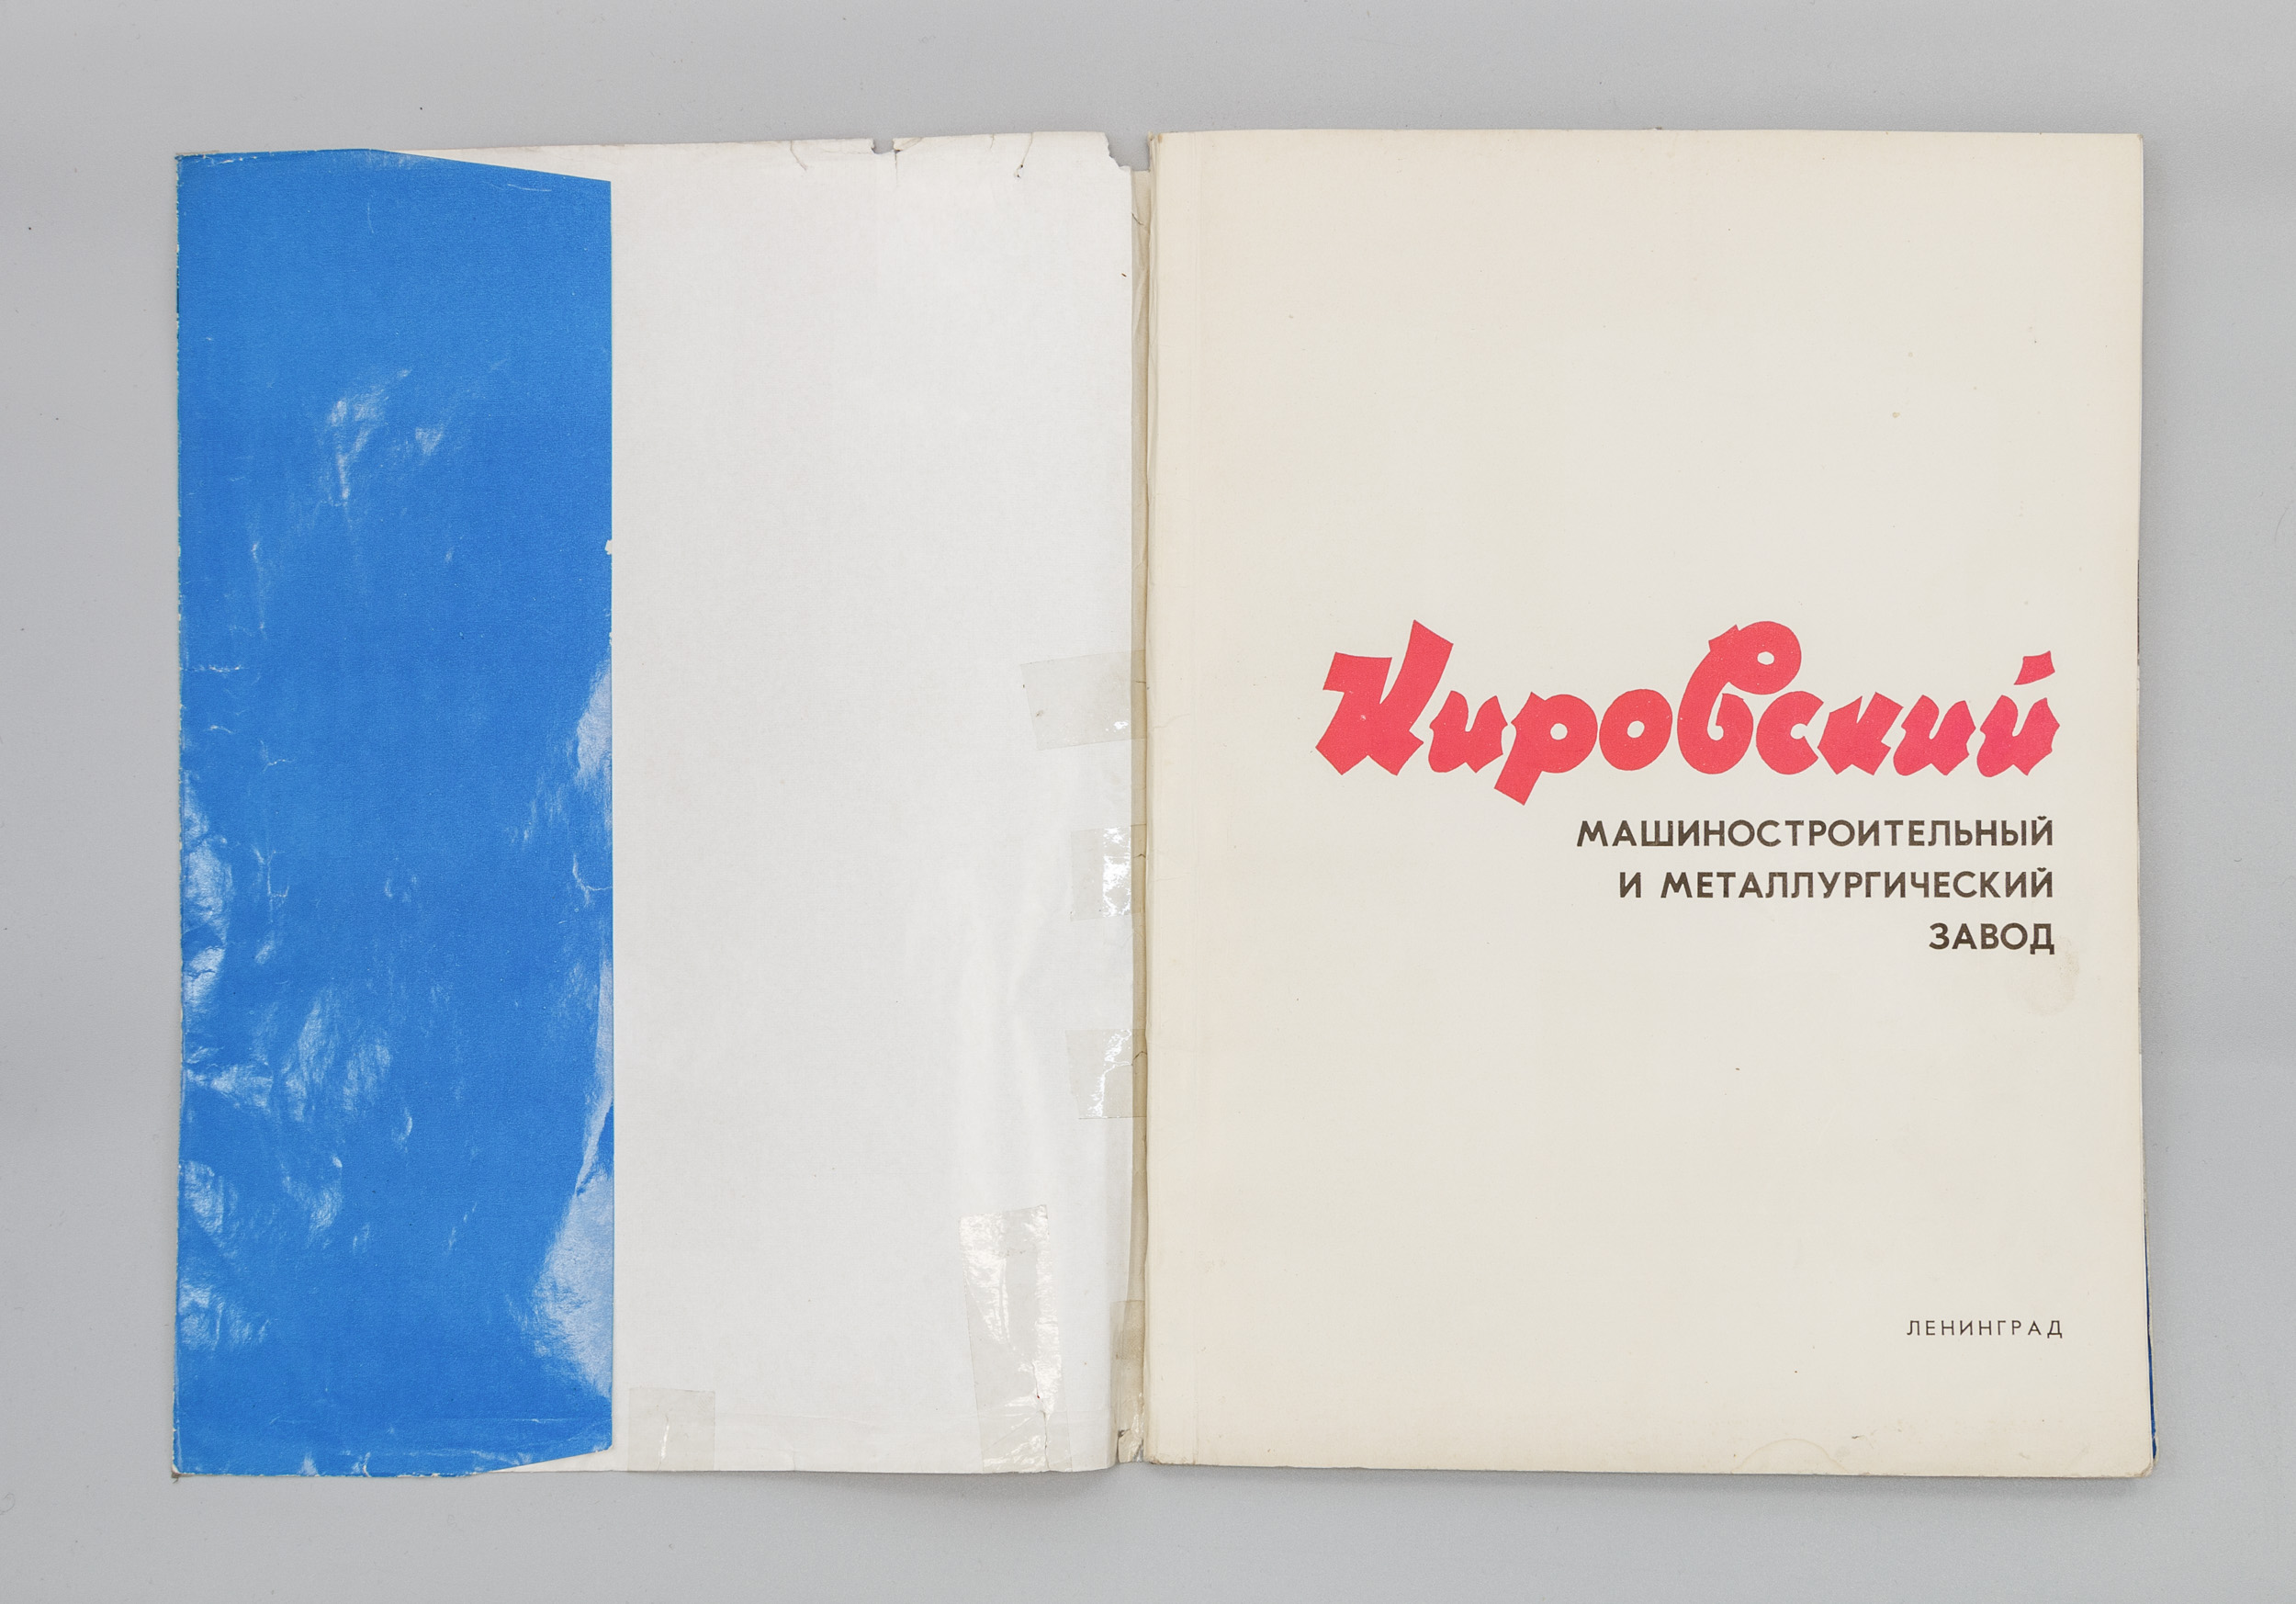 Кировский
МАШИНОСТРОИТЕЛЬНЫЙ
И МЕТАЛЛУРГИЧЕСКИЙ
ЗАВОД
ЛЕНИНГРАД